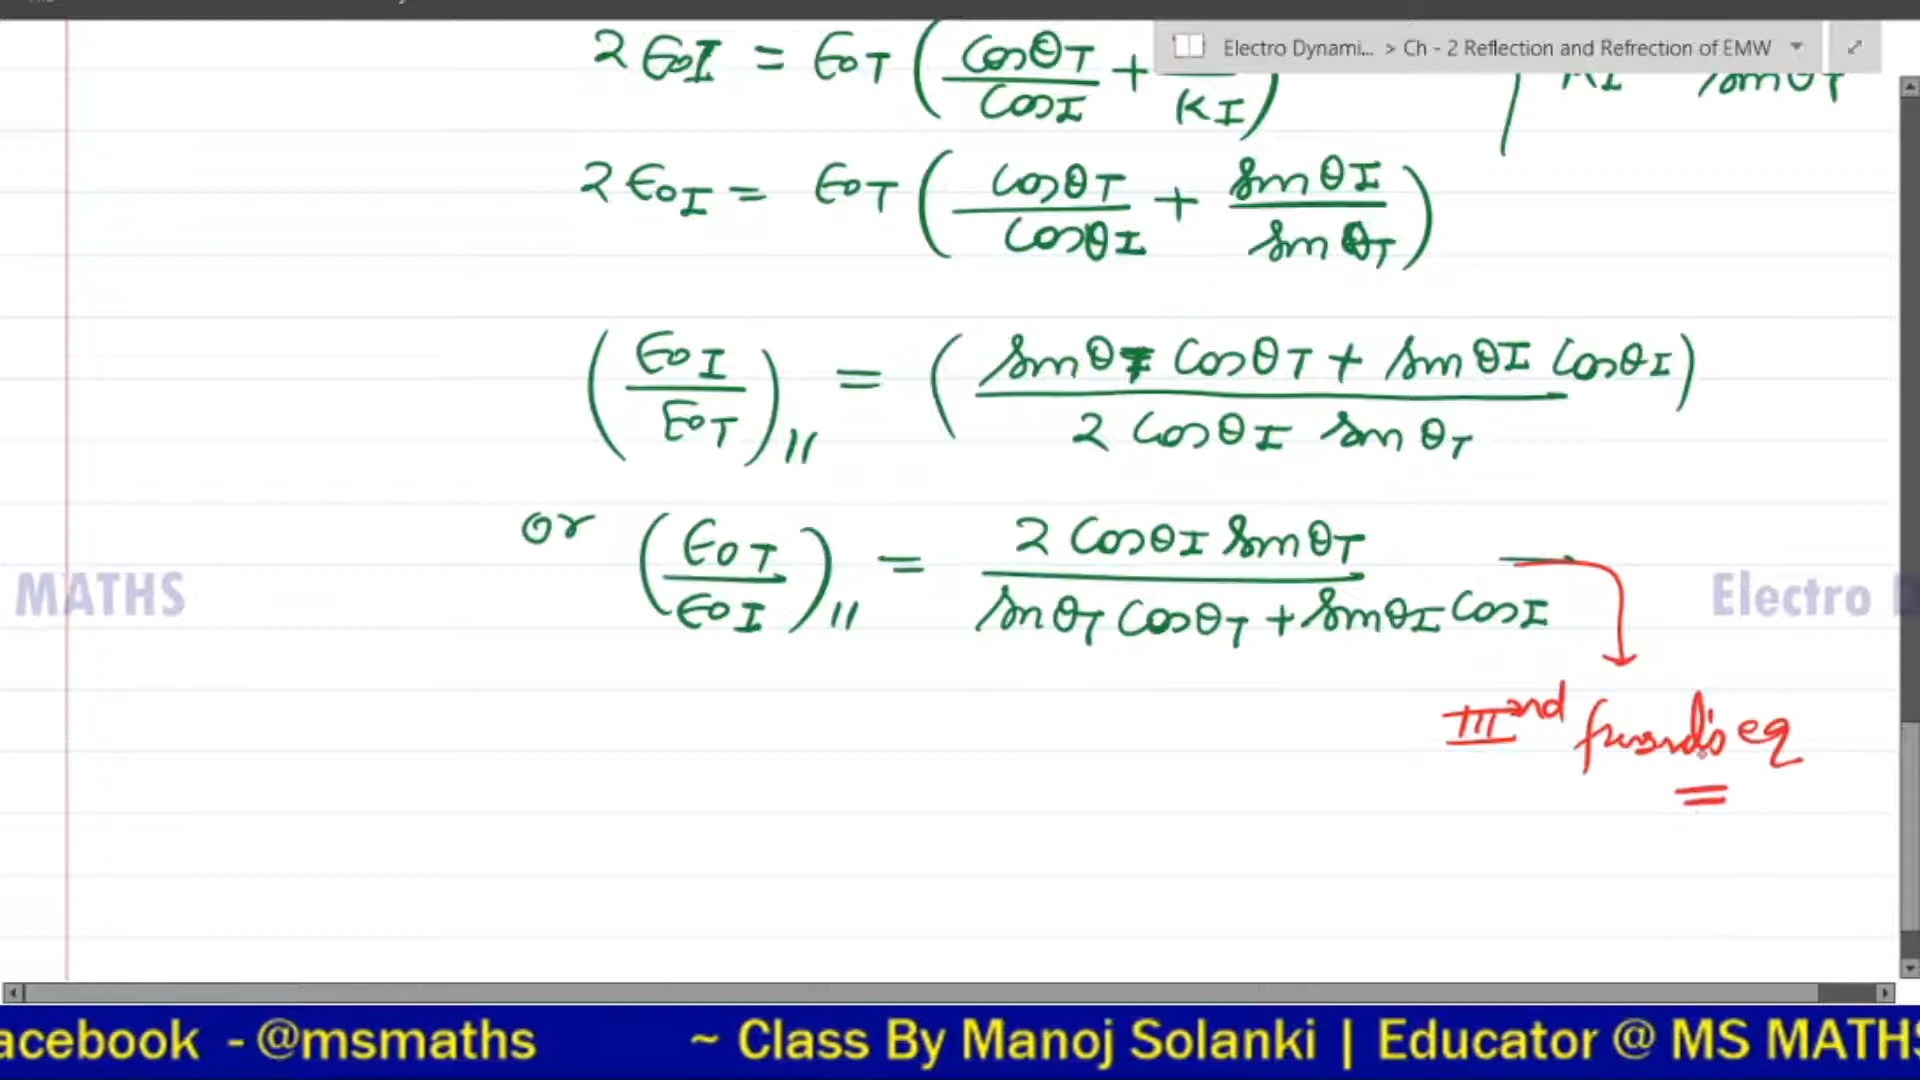 Electro Dynami... > Ch - 2 Reflection and Refrection of EMW
2 E₀I = E₀T ( CosθT / CosI + / KI )
KI sinθT
2 E₀I = E₀T ( CosθT / CosθI + sinθI / sinθT )
( E₀I / E₀T )// = ( sinθT CosθT + sinθI CosθI ) / 2 CosθI sinθT
or ( E₀T / E₀I )// = 2 CosθI sinθT / sinθT CosθT + sinθI CosI
MATHS
Electro D
IIInd fresnel's eq
acebook - @msmaths ~ Class By Manoj Solanki | Educator @ MS MATHS